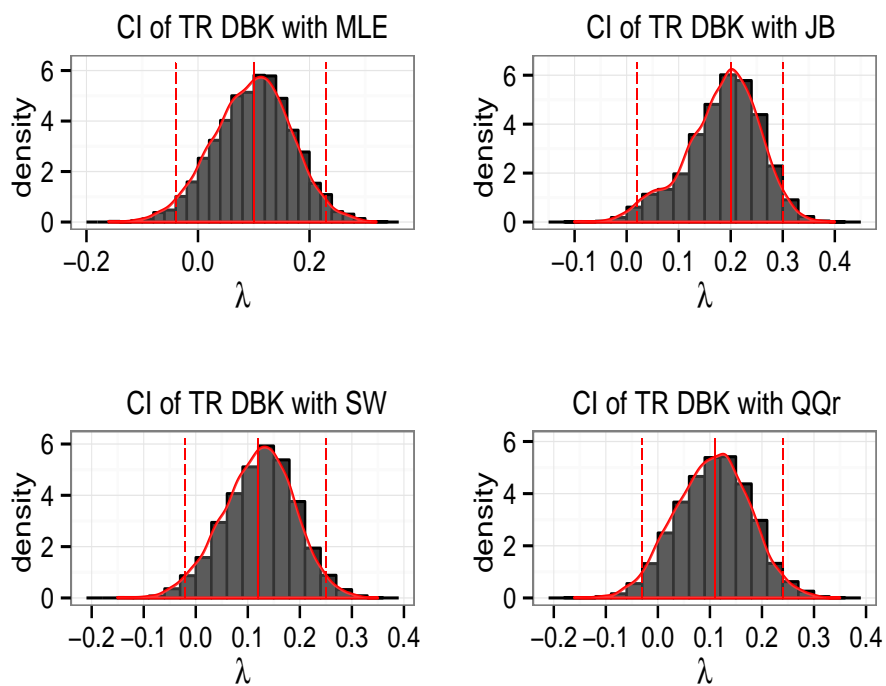 CI of TR DBK with MLE
density
6
4
2
0
−0.2 0.0 0.2
λ
CI of TR DBK with JB
density
6
4
2
0
−0.1 0.0 0.1 0.2 0.3 0.4
λ
CI of TR DBK with SW
density
6
4
2
0
−0.2 −0.1 0.0 0.1 0.2 0.3 0.4
λ
CI of TR DBK with QQr
density
6
4
2
0
−0.2 −0.1 0.0 0.1 0.2 0.3 0.4
λ